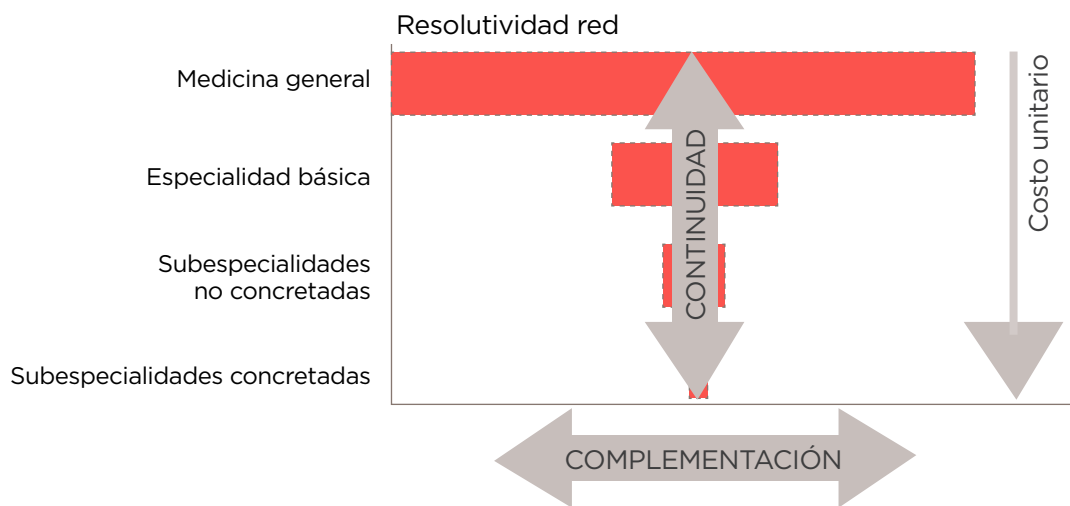 Resolutividad red
Medicina general
Especialidad básica
Subespecialidades
no concretadas
Subespecialidades concretadas
CONTINUIDAD
Costo unitario
COMPLEMENTACIÓN